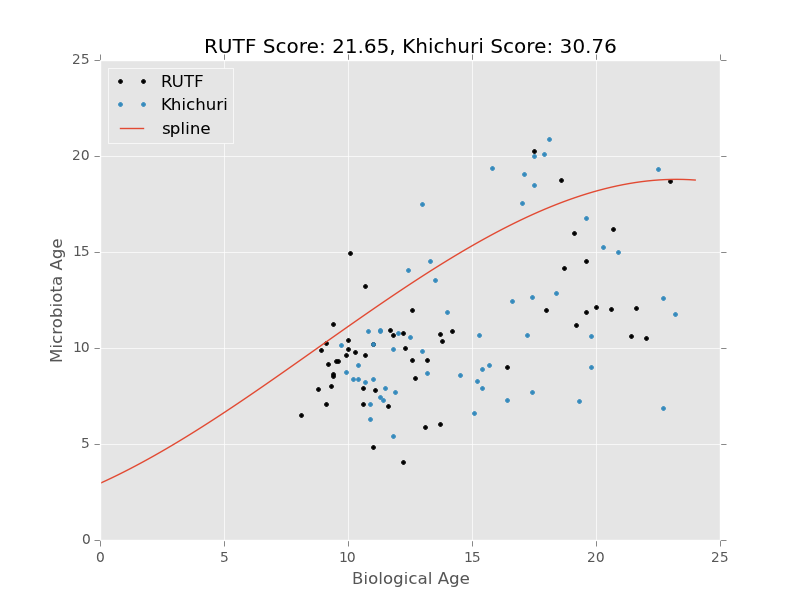 RUTF Score: 21.65, Khichuri Score: 30.76
25
20
15
10
5
0
Microbiota Age
RUTF
Khichuri
spline
0 5 10 15 20 25
Biological Age